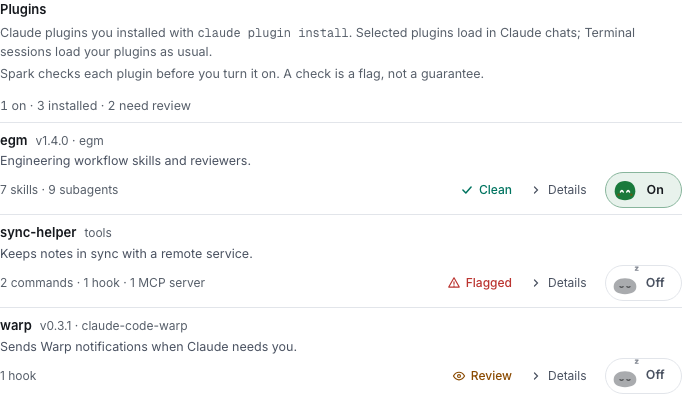 Plugins
Claude plugins you installed with claude plugin install. Selected plugins load in Claude chats; Terminal
sessions load your plugins as usual.
Spark checks each plugin before you turn it on. A check is a flag, not a guarantee.
1 on · 3 installed · 2 need review
egm v1.4.0 · egm
Engineering workflow skills and reviewers.
7 skills · 9 subagents Clean Details On
sync-helper tools
Keeps notes in sync with a remote service.
z
2 commands · 1 hook · 1 MCP server Flagged Details Off
warp v0.3.1 · claude-code-warp
Sends Warp notifications when Claude needs you.
z
1 hook Review Details Off